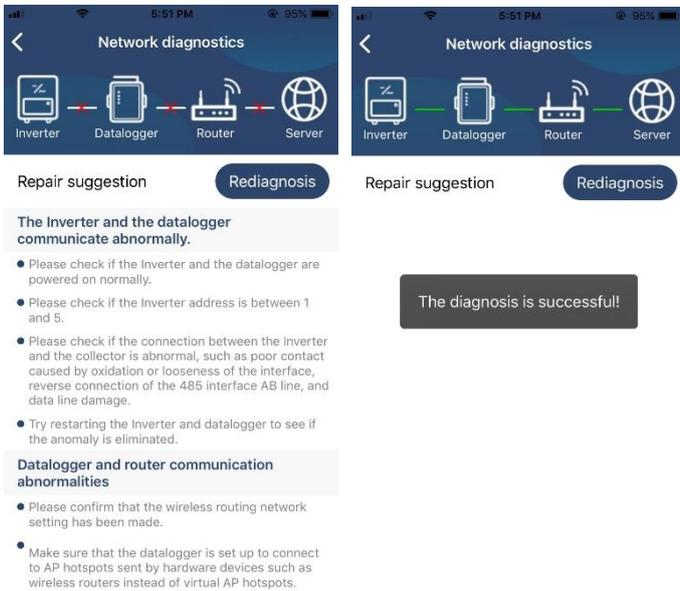 5:51 PM
95%
Network diagnostics
Inverter
Datalogger
Router
Server
Repair suggestion
Rediagnosis
The Inverter and the datalogger
communicate abnormally.
Please check if the Inverter and the datalogger are
powered on normally.
Please check if the Inverter address is between 1
and 5.
Please check if the connection between the Inverter
and the collector is abnormal, such as poor contact
caused by oxidation or looseness of the interface,
reverse connection of the 485 interface AB line, and
data line damage.
Try restarting the Inverter and datalogger to see if
the anomaly is eliminated.
Datalogger and router communication
abnormalities
Please confirm that the wireless routing network
setting has been made.
Make sure that the datalogger is set up to connect
to AP hotspots sent by hardware devices such as
wireless routers instead of virtual AP hotspots.
5:51 PM
95%
Network diagnostics
Inverter
Datalogger
Router
Server
Repair suggestion
Rediagnosis
The diagnosis is successful!